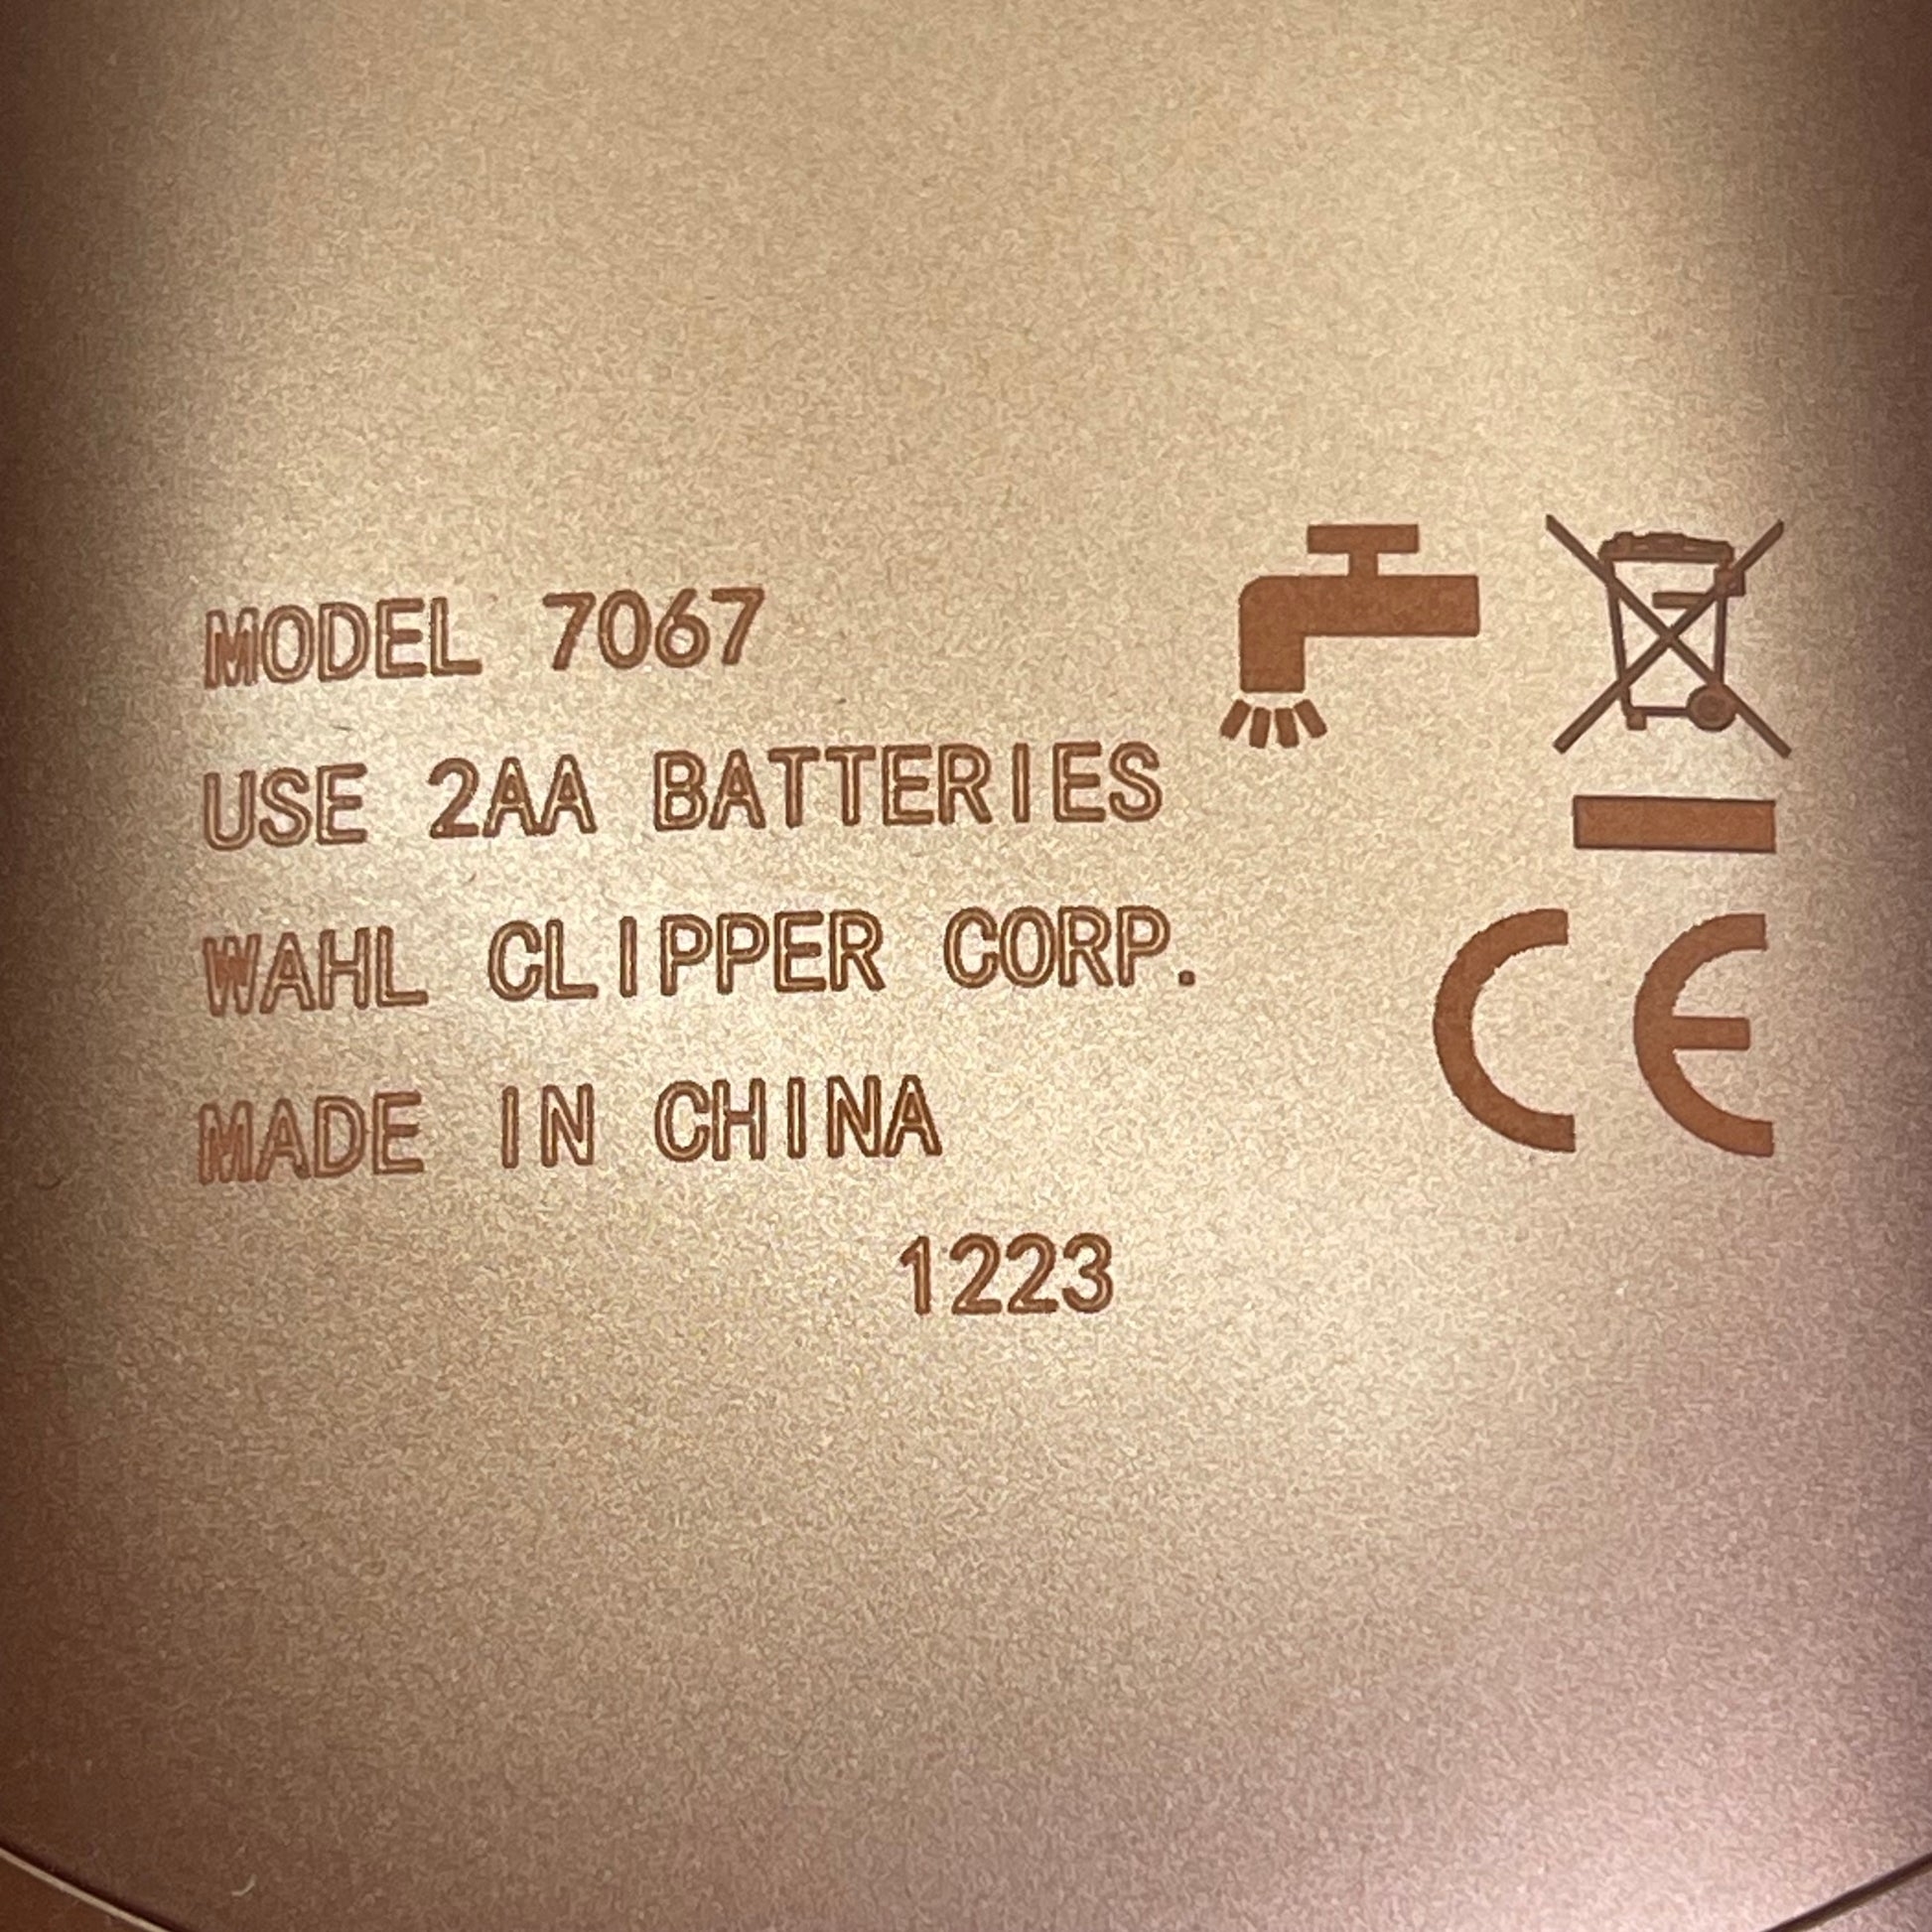 MODEL 7067
USE 2AA BATTERIES
WAHL CLIPPER CORP.
MADE IN CHINA
1223
CE